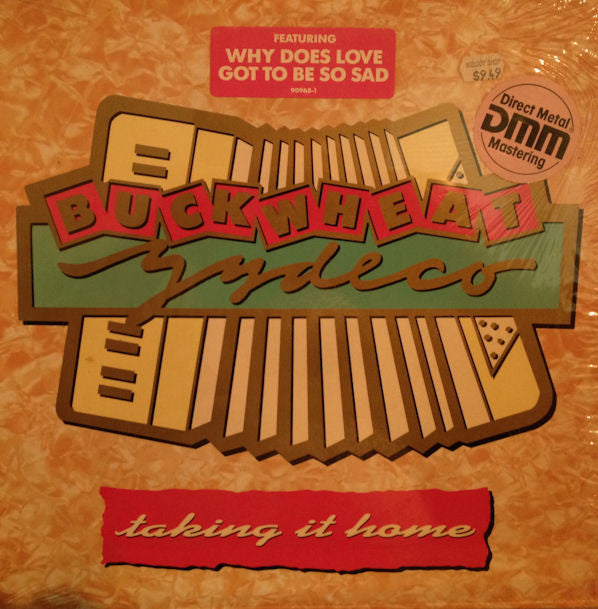 FEATURING
WHY DOES LOVE
GOT TO BE SO SAD
90968-1
$9.49
Direct Metal
DMM
Mastering
BUCKWHEAT
zydeco
taking it home